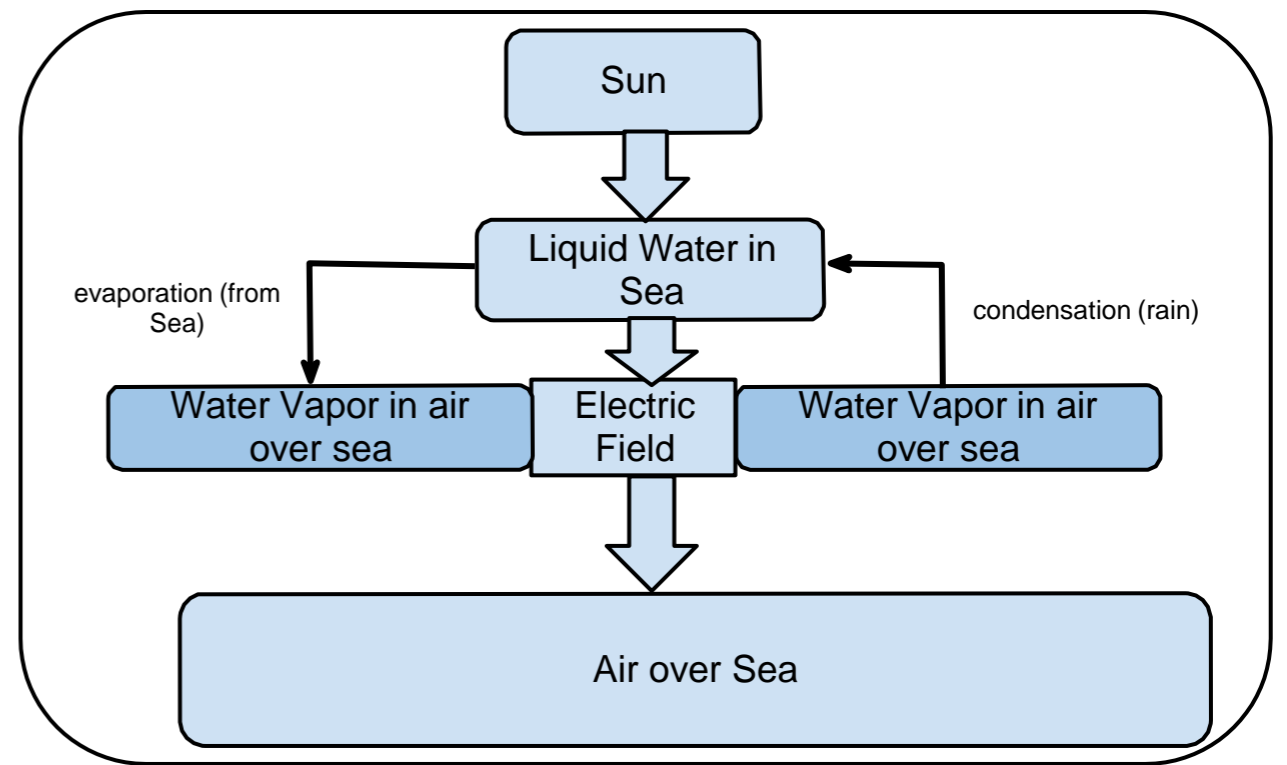 Sun
Liquid Water in
Sea
evaporation (from
Sea)
condensation (rain)
Water Vapor in air
over sea
Electric
Field
Water Vapor in air
over sea
Air over Sea